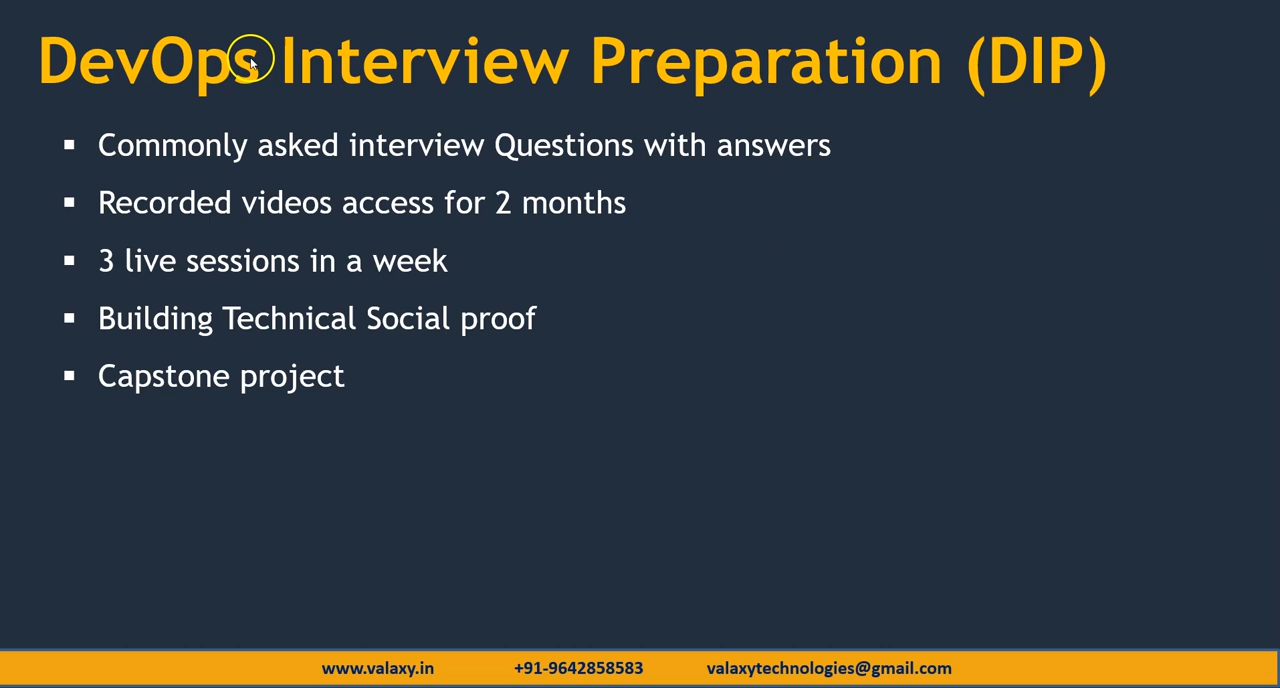 DevOps Interview Preparation (DIP)
▪ Commonly asked interview Questions with answers
▪ Recorded videos access for 2 months
▪ 3 live sessions in a week
▪ Building Technical Social proof
▪ Capstone project
www.valaxy.in +91-9642858583 valaxytechnologies@gmail.com